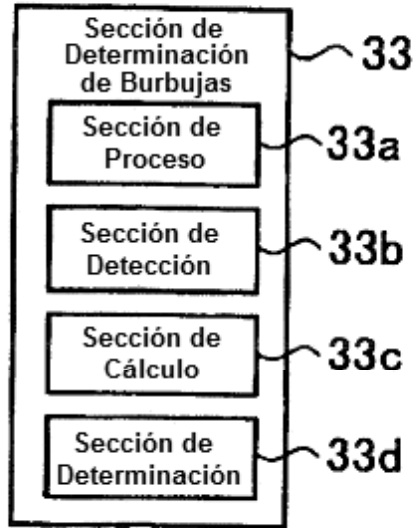 Sección de
Determinación
de Burbujas
33
Sección de
Proceso
33a
Sección de
Detección
33b
Sección de
Cálculo
33c
Sección de
Determinación
33d